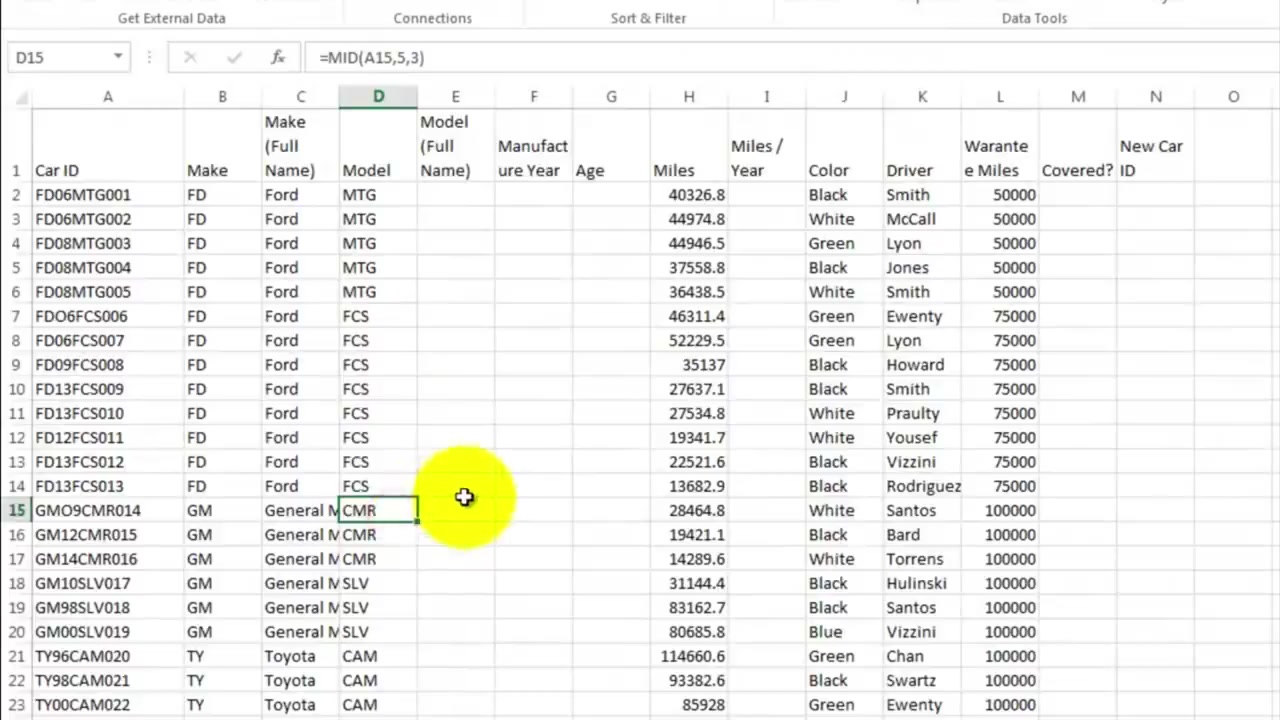 Get External Data Connections Sort & Filter Data Tools
D15 fx =MID(A15,5,3)
A B C D E F G H I J K L M N O
1 Car ID Make Make (Full Name) Model Model (Full Name) Manufact ure Year Age Miles Miles / Year Color Driver Warante e Miles Covered? New Car ID
2 FD06MTG001 FD Ford MTG 40326.8 Black Smith 50000
3 FD06MTG002 FD Ford MTG 44974.8 White McCall 50000
4 FD08MTG003 FD Ford MTG 44946.5 Green Lyon 50000
5 FD08MTG004 FD Ford MTG 37558.8 Black Jones 50000
6 FD08MTG005 FD Ford MTG 36438.5 White Smith 50000
7 FDO6FCS006 FD Ford FCS 46311.4 Green Ewenty 75000
8 FD06FCS007 FD Ford FCS 52229.5 Green Lyon 75000
9 FD09FCS008 FD Ford FCS 35137 Black Howard 75000
10 FD13FCS009 FD Ford FCS 27637.1 Black Smith 75000
11 FD13FCS010 FD Ford FCS 27534.8 White Praulty 75000
12 FD12FCS011 FD Ford FCS 19341.7 White Yousef 75000
13 FD13FCS012 FD Ford FCS 22521.6 Black Vizzini 75000
14 FD13FCS013 FD Ford FCS 13682.9 Black Rodriguez 75000
15 GMO9CMR014 GM General M CMR 28464.8 White Santos 100000
16 GM12CMR015 GM General M CMR 19421.1 Black Bard 100000
17 GM14CMR016 GM General M CMR 14289.6 White Torrens 100000
18 GM10SLV017 GM General M SLV 31144.4 Black Hulinski 100000
19 GM98SLV018 GM General M SLV 83162.7 Black Santos 100000
20 GM00SLV019 GM General M SLV 80685.8 Blue Vizzini 100000
21 TY96CAM020 TY Toyota CAM 114660.6 Green Chan 100000
22 TY98CAM021 TY Toyota CAM 93382.6 Black Swartz 100000
23 TY00CAM022 TY Toyota CAM 85928 Green Ewenty 100000